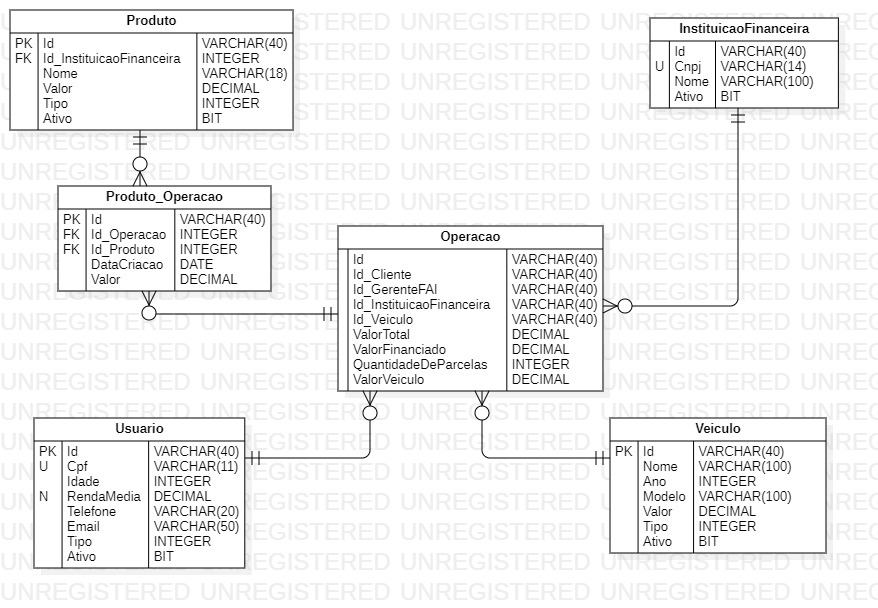 Produto
PK Id VARCHAR(40)
FK Id_InstituicaoFinanceira INTEGER
Nome VARCHAR(18)
Valor DECIMAL
Tipo INTEGER
Ativo BIT
InstituicaoFinanceira
Id VARCHAR(40)
U Cnpj VARCHAR(14)
Nome VARCHAR(100)
Ativo BIT
Produto_Operacao
PK Id VARCHAR(40)
FK Id_Operacao INTEGER
FK Id_Produto INTEGER
DataCriacao DATE
Valor DECIMAL
Operacao
Id VARCHAR(40)
Id_Cliente VARCHAR(40)
Id_GerenteFAI VARCHAR(40)
Id_InstituicaoFinanceira VARCHAR(40)
Id_Veiculo VARCHAR(40)
ValorTotal DECIMAL
ValorFinanciado DECIMAL
QuantidadeDeParcelas INTEGER
ValorVeiculo DECIMAL
Usuario
PK Id VARCHAR(40)
U Cpf VARCHAR(11)
Idade INTEGER
N RendaMedia DECIMAL
Telefone VARCHAR(20)
Email VARCHAR(50)
Tipo INTEGER
Ativo BIT
Veiculo
PK Id VARCHAR(40)
Nome VARCHAR(100)
Ano INTEGER
Modelo VARCHAR(100)
Valor DECIMAL
Tipo INTEGER
Ativo BIT
UNREGISTERED